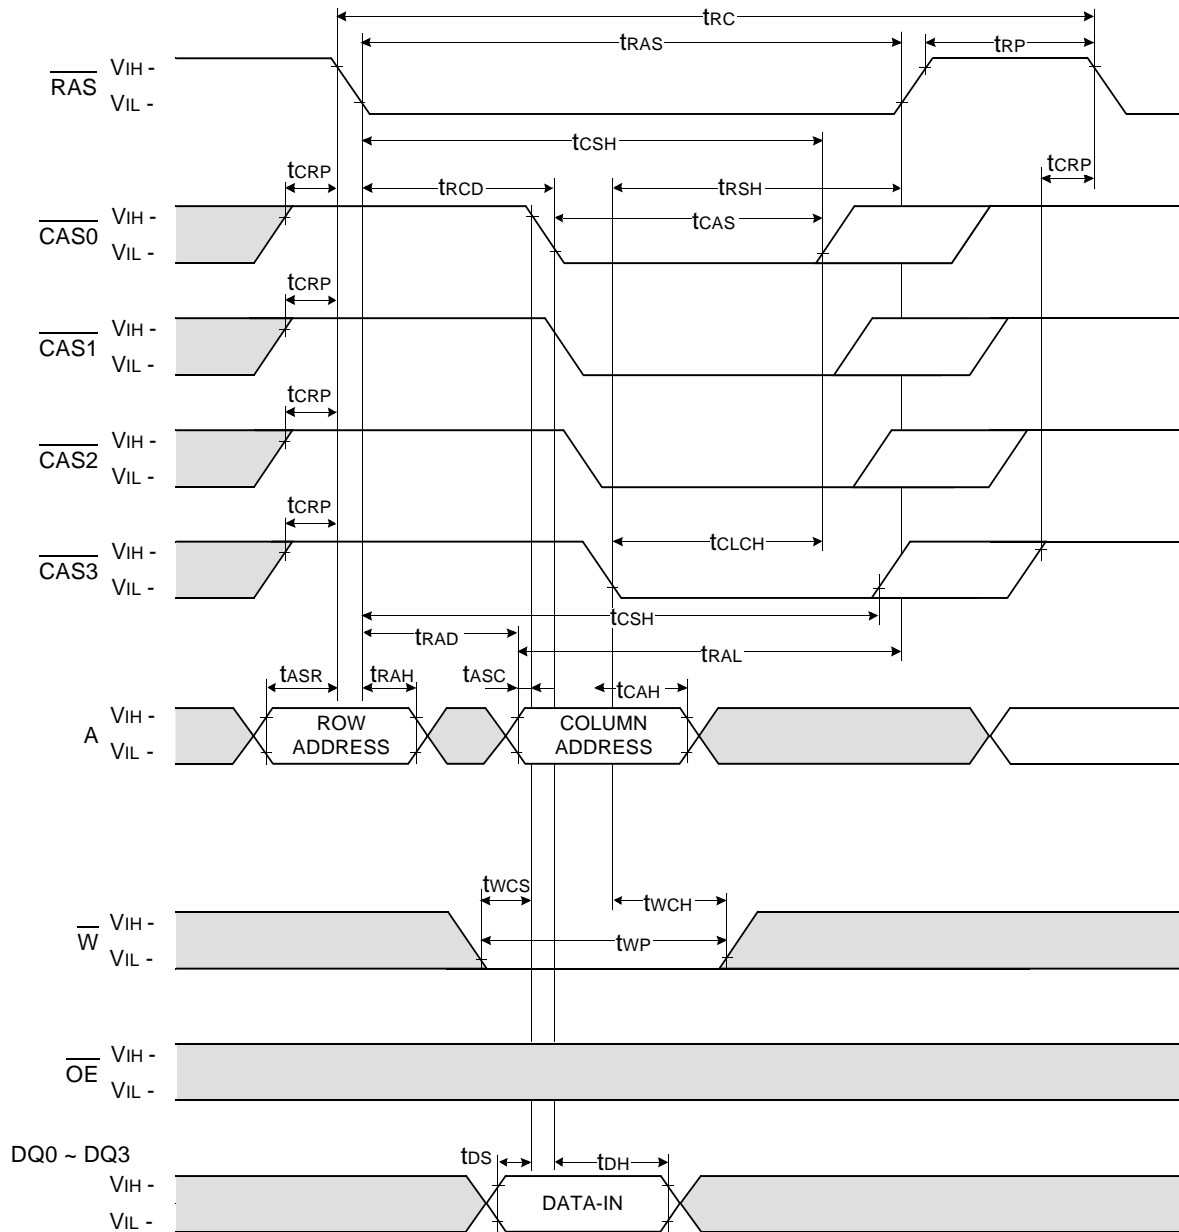 tRC
tRAS
tRP
RAS
VIH -
VIL -
tCSH
tCRP
tRCD
tRSH
tCRP
CAS0
VIH -
VIL -
tCAS
tCRP
CAS1
VIH -
VIL -
tCRP
CAS2
VIH -
VIL -
tCRP
CAS3
VIH -
VIL -
tCLCH
tCSH
tRAD
tRAL
tASR
tRAH
tASC
tCAH
A
VIH -
VIL -
ROW
ADDRESS
COLUMN
ADDRESS
tWCS
tWCH
W
VIH -
VIL -
tWP
OE
VIH -
VIL -
DQ0 ~ DQ3
tDS
tDH
VIH -
VIL -
DATA-IN